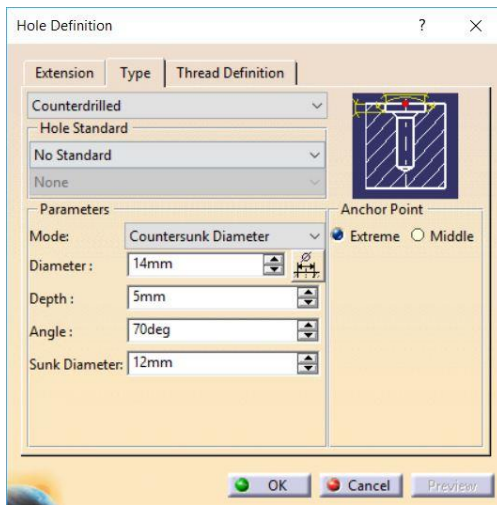 Hole Definition ? ×
Extension Type Thread Definition
Counterdrilled
Hole Standard
No Standard
None
Parameters
Mode: Countersunk Diameter
Diameter : 14mm
Depth : 5mm
Angle : 70deg
Sunk Diameter: 12mm
Anchor Point
Extreme Middle
OK Cancel Preview